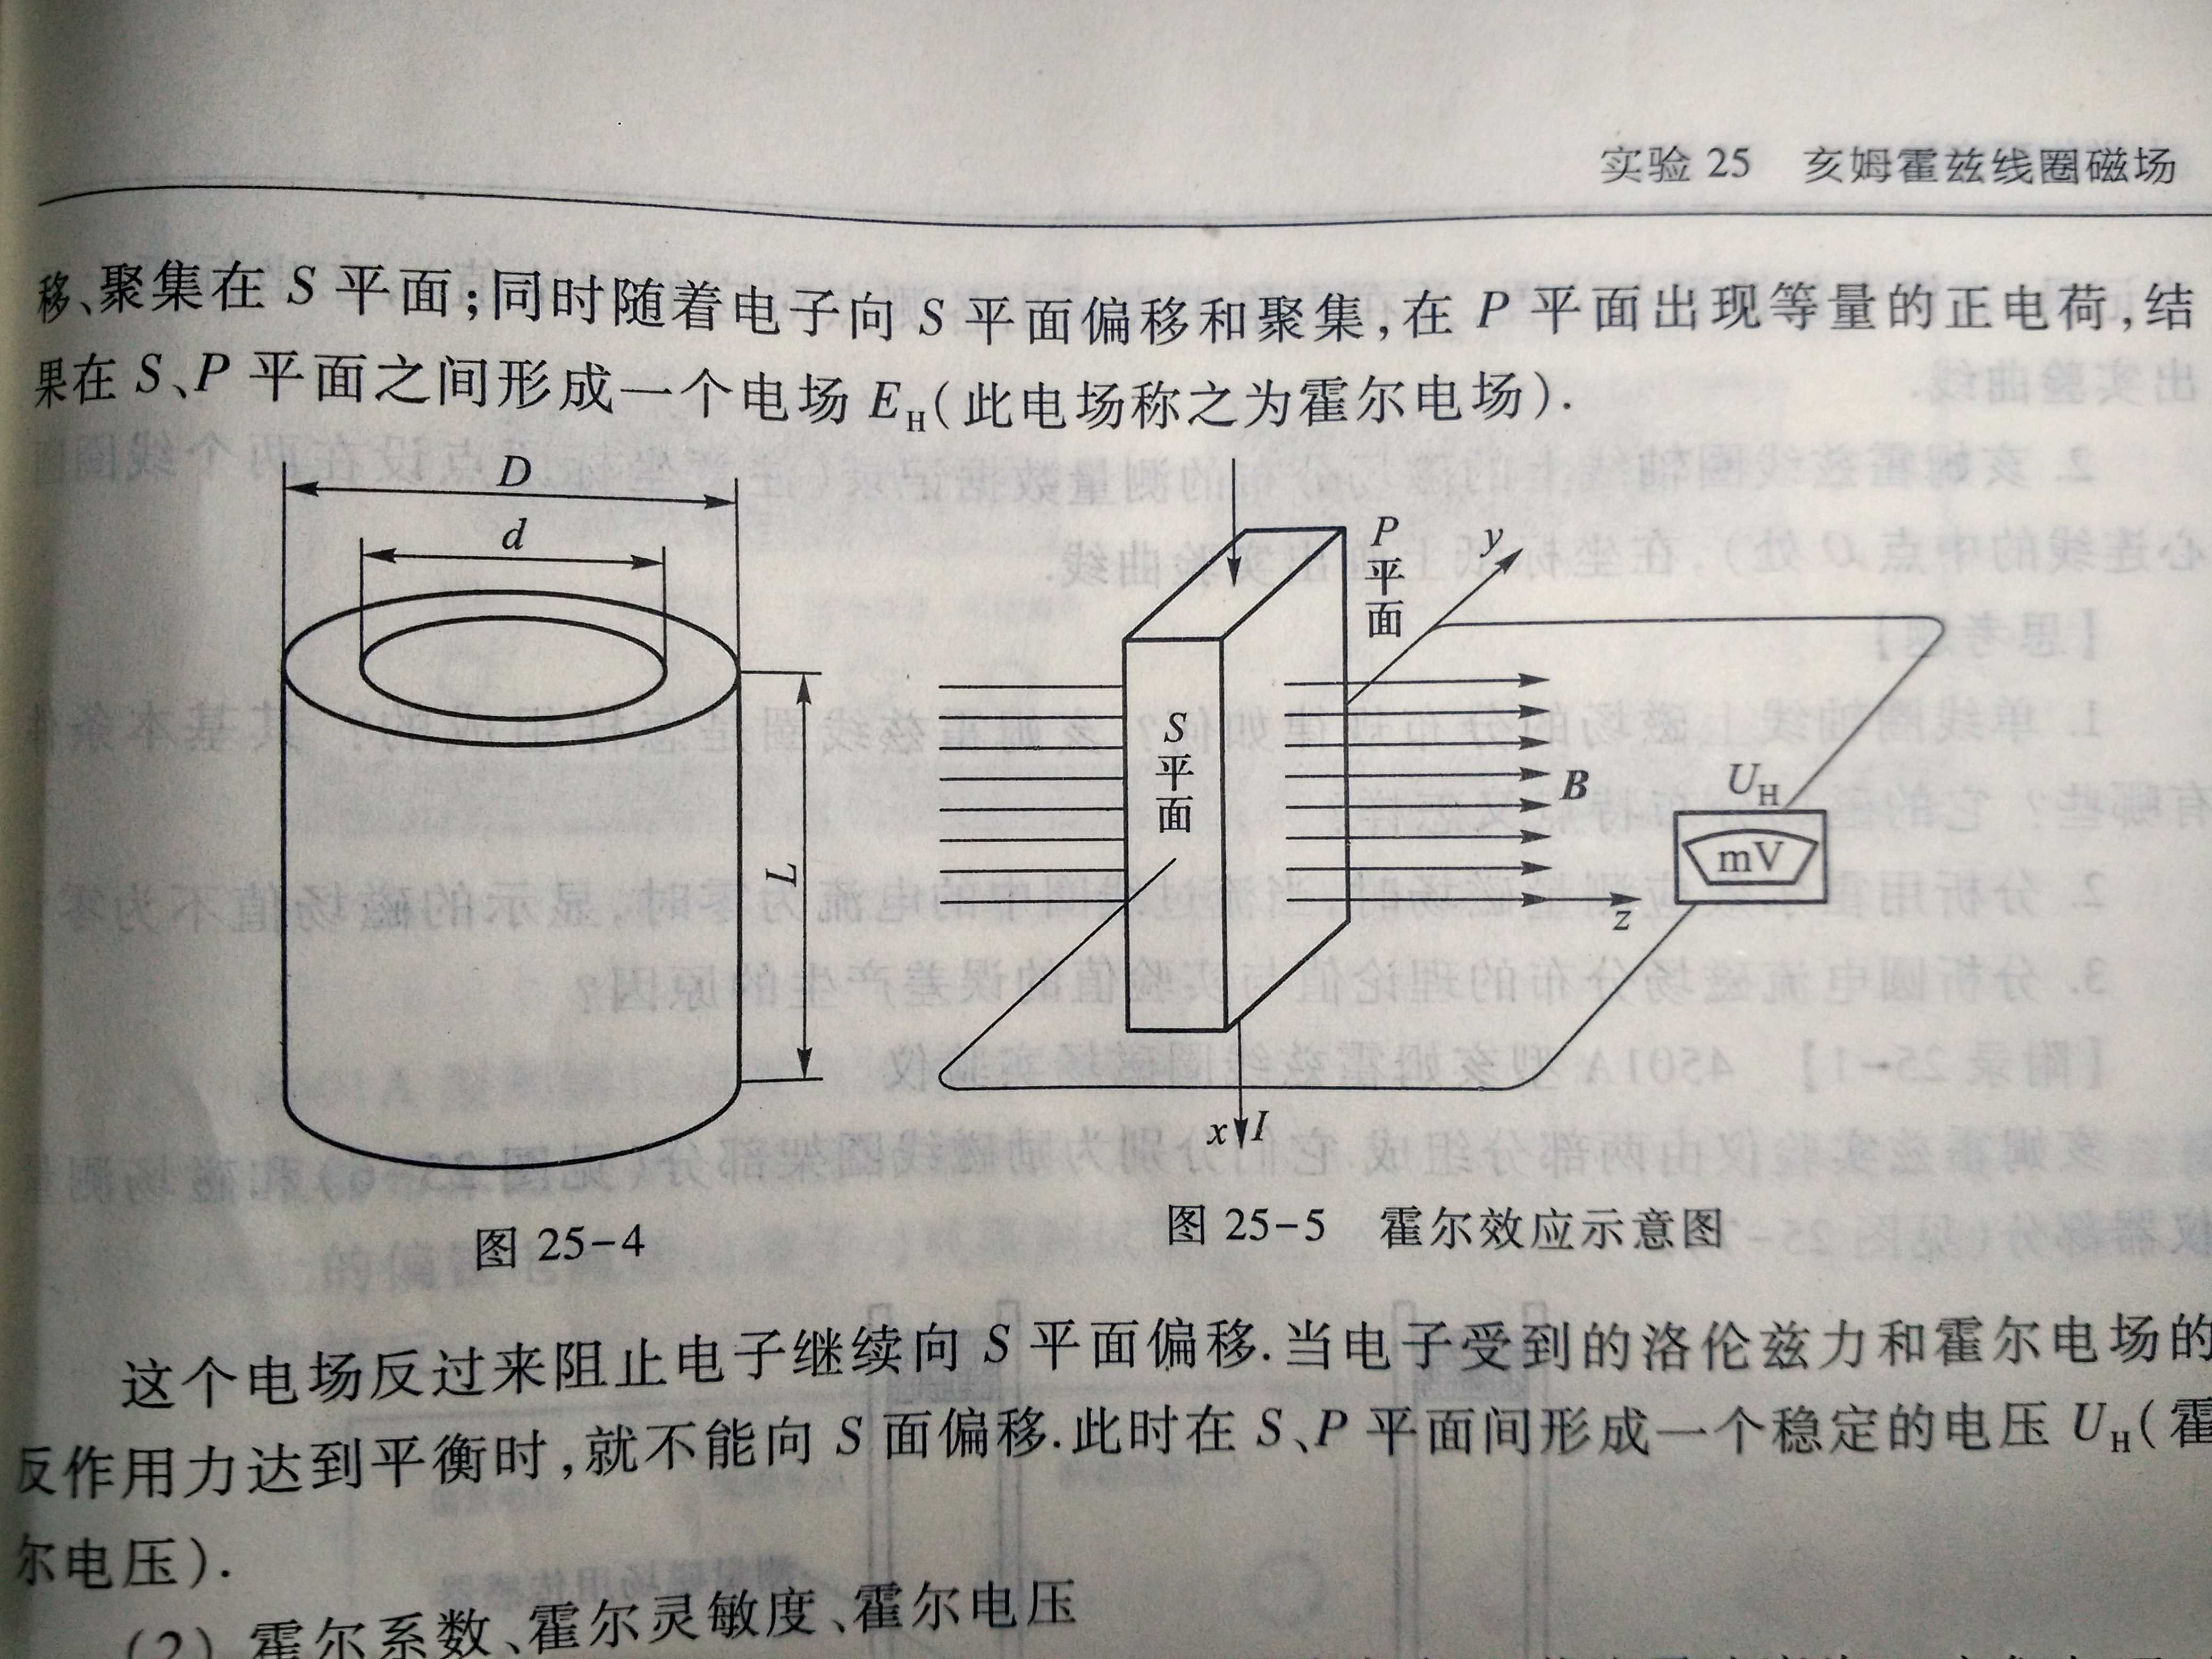 实验 25 亥姆霍兹线圈磁场
移、聚集在 S 平面;同时随着电子向 S 平面偏移和聚集,在 P 平面出现等量的正电荷,结
果在 S、P 平面之间形成一个电场 E_H(此电场称之为霍尔电场).
D
d
L
图 25-4
P平面
y
S平面
B
U_H
mV
z
x I
图 25-5 霍尔效应示意图
这个电场反过来阻止电子继续向 S 平面偏移.当电子受到的洛伦兹力和霍尔电场的
反作用力达到平衡时,就不能向 S 面偏移.此时在 S、P 平面间形成一个稳定的电压 U_H(霍
尔电压).
(2) 霍尔系数、霍尔灵敏度、霍尔电压